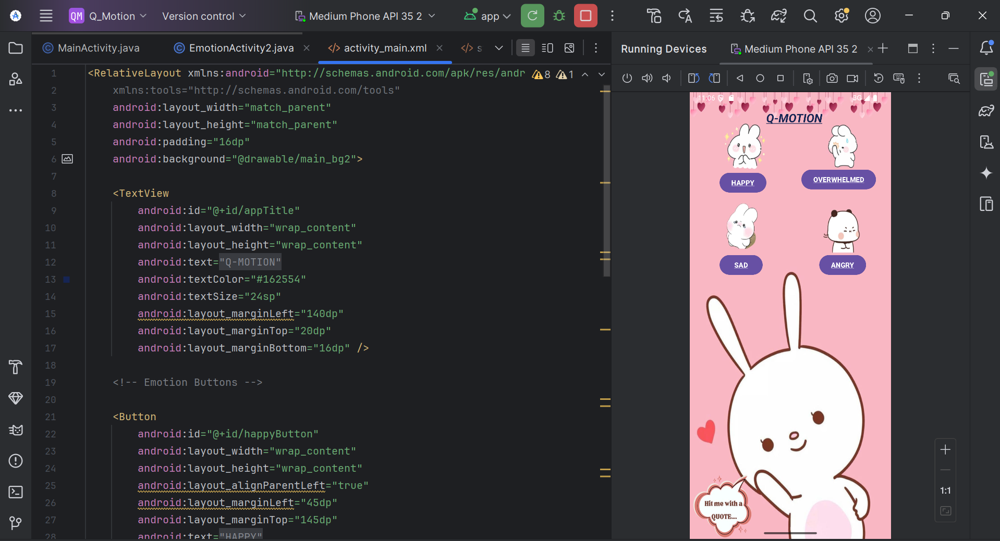 QM Q_Motion Version control Medium Phone API 35 2 app
MainActivity.java EmotionActivity2.java </> activity_main.xml </> s
Running Devices Medium Phone API 35 2
1 <RelativeLayout xmlns:android="http://schemas.android.com/apk/res/andr 8 1
2 xmlns:tools="http://schemas.android.com/tools"
3 android:layout_width="match_parent"
4 android:layout_height="match_parent"
5 android:padding="16dp"
6 android:background="@drawable/main_bg2">
7
8 <TextView
9 android:id="@+id/appTitle"
10 android:layout_width="wrap_content"
11 android:layout_height="wrap_content"
12 android:text="Q-MOTION"
13 android:textColor="#162554"
14 android:textSize="24sp"
15 android:layout_marginLeft="140dp"
16 android:layout_marginTop="20dp"
17 android:layout_marginBottom="16dp" />
18
19 <!-- Emotion Buttons -->
20
21 <Button
22 android:id="@+id/happyButton"
23 android:layout_width="wrap_content"
24 android:layout_height="wrap_content"
25 android:layout_alignParentLeft="true"
26 android:layout_marginLeft="45dp"
27 android:layout_marginTop="145dp"
28 android:text="HAPPY"
11:06 3G
Q-MOTION
HAPPY OVERWHELMED
SAD ANGRY
Hit me with a
QUOTE....
1:1